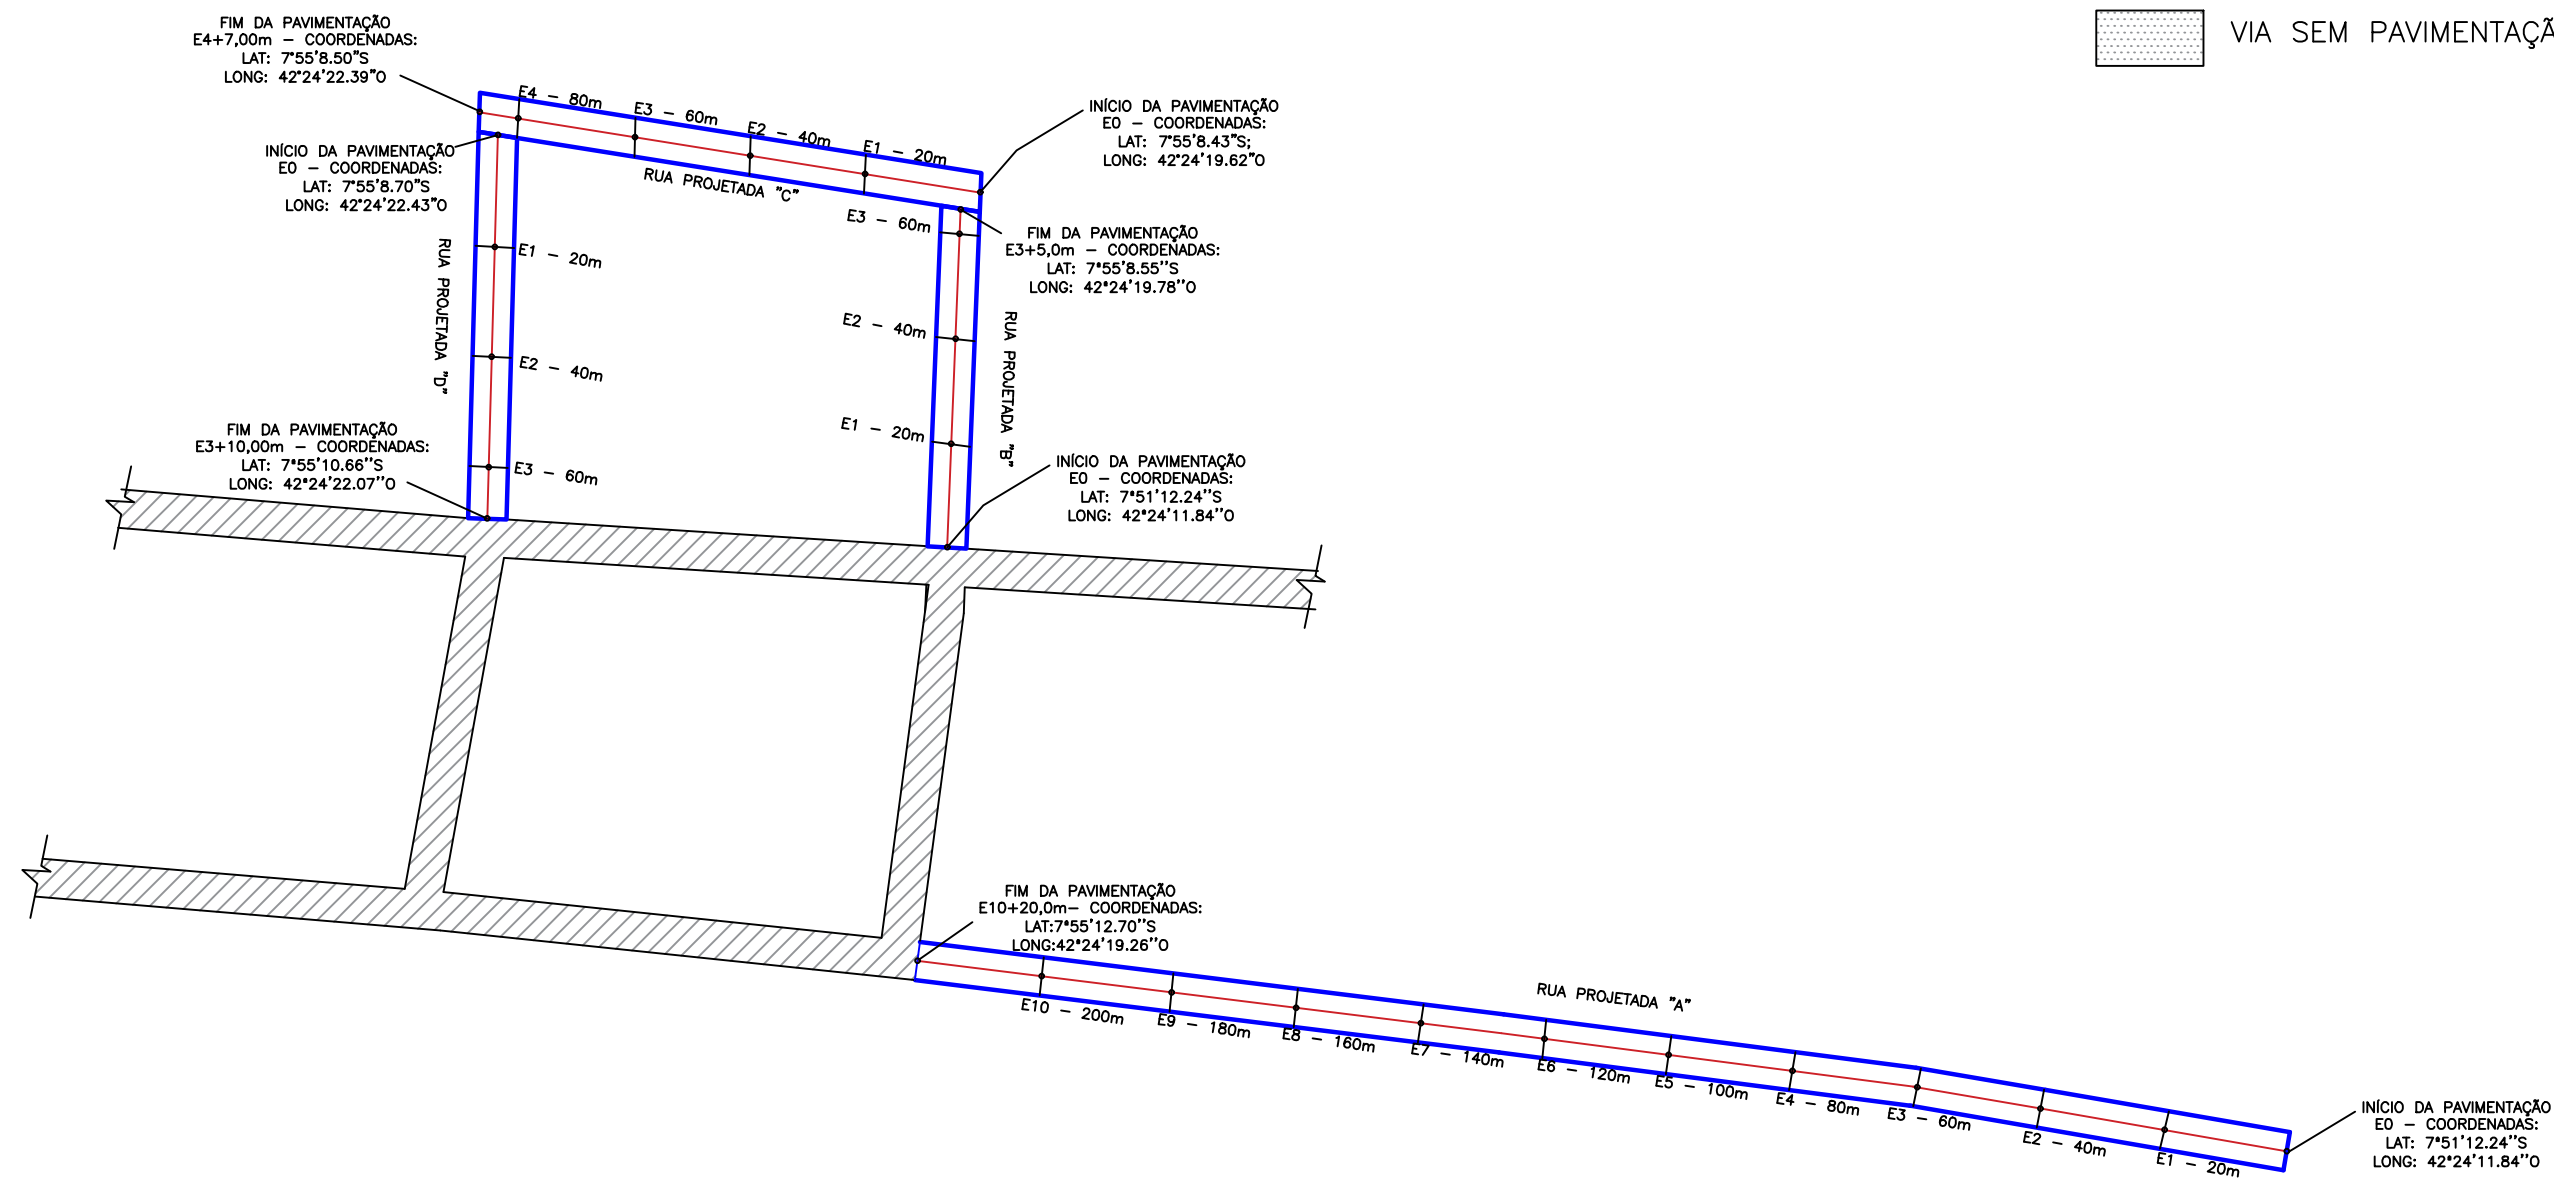 FIM DA PAVIMENTAÇÃO
E4+7,00m – COORDENADAS:
LAT: 7°55'8.50"S
LONG: 42°24'22.39"O
VIA SEM PAVIMENTAÇÃ
E4 – 80m
E3 – 60m
E2 – 40m
E1 – 20m
RUA PROJETADA "C"
INÍCIO DA PAVIMENTAÇÃO
E0 – COORDENADAS:
LAT: 7°55'8.43"S;
LONG: 42°24'19.62"O
INÍCIO DA PAVIMENTAÇÃO
E0 – COORDENADAS:
LAT: 7°55'8.70"S
LONG: 42°24'22.43"O
E3 – 60m
FIM DA PAVIMENTAÇÃO
E3+5,0m – COORDENADAS:
LAT: 7°55'8.55''S
LONG: 42°24'19.78''O
RUA PROJETADA "D"
E1 – 20m
E2 – 40m
E3 – 60m
E2 – 40m
E1 – 20m
RUA PROJETADA "B"
FIM DA PAVIMENTAÇÃO
E3+10,00m – COORDENADAS:
LAT: 7°55'10.66''S
LONG: 42°24'22.07''O
INÍCIO DA PAVIMENTAÇÃO
E0 – COORDENADAS:
LAT: 7°51'12.24''S
LONG: 42°24'11.84''O
FIM DA PAVIMENTAÇÃO
E10+20,0m– COORDENADAS:
LAT:7°55'12.70''S
LONG:42°24'19.26''O
RUA PROJETADA "A"
E10 – 200m
E9 – 180m
E8 – 160m
E7 – 140m
E6 – 120m
E5 – 100m
E4 – 80m
E3 – 60m
E2 – 40m
E1 – 20m
INÍCIO DA PAVIMENTAÇÃO
E0 – COORDENADAS:
LAT: 7°51'12.24''S
LONG: 42°24'11.84''O